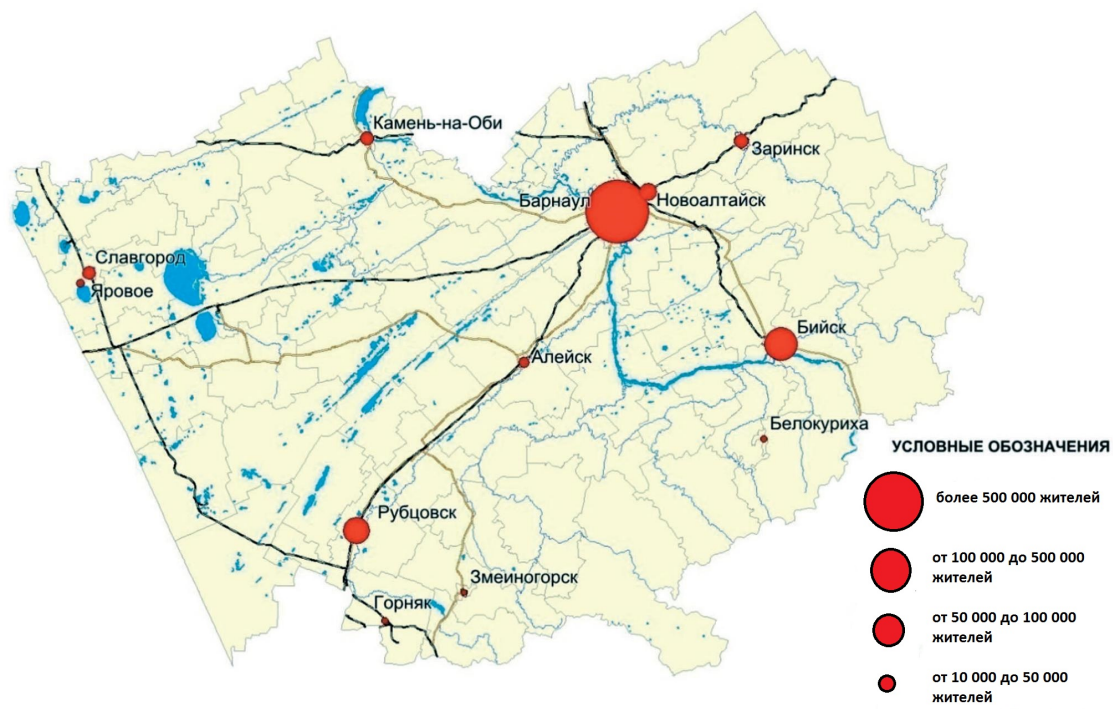 Камень-на-Оби
Заринск
Барнаул
Новоалтайск
Славгород
Яровое
Бийск
Алейск
Белокуриха
УСЛОВНЫЕ ОБОЗНАЧЕНИЯ
более 500 000 жителей
Рубцовск
от 100 000 до 500 000
жителей
Змеиногорск
Горняк
от 50 000 до 100 000
жителей
от 10 000 до 50 000
жителей